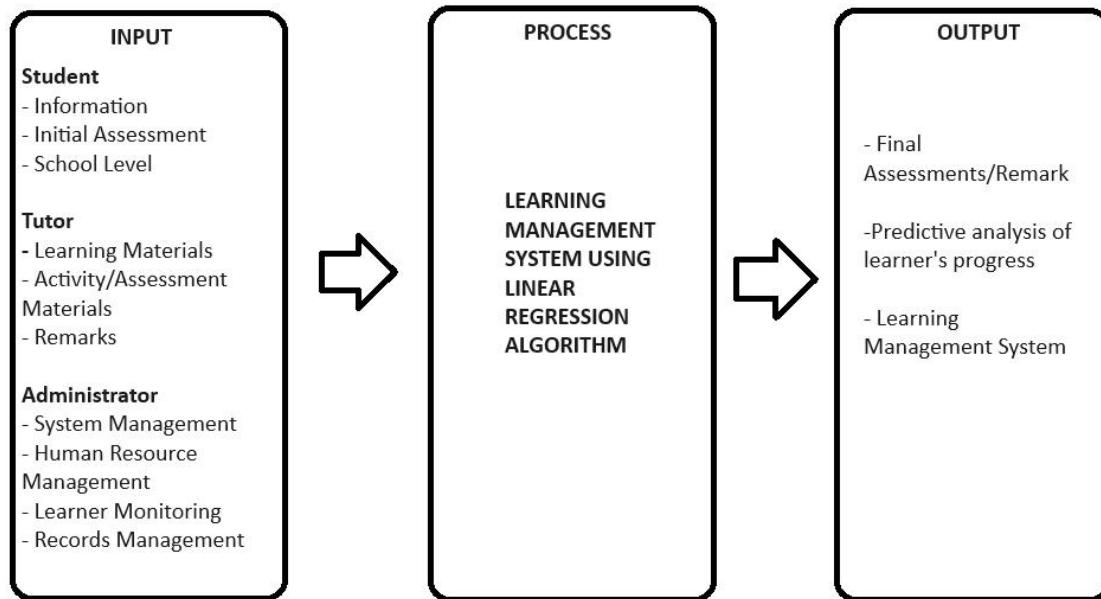 INPUT
Student
- Information
- Initial Assessment
- School Level
Tutor
- Learning Materials
- Activity/Assessment
Materials
- Remarks
Administrator
- System Management
- Human Resource
Management
- Learner Monitoring
- Records Management
PROCESS
LEARNING
MANAGEMENT
SYSTEM USING
LINEAR
REGRESSION
ALGORITHM
OUTPUT
- Final
Assessments/Remark
-Predictive analysis of
learner's progress
- Learning
Management System